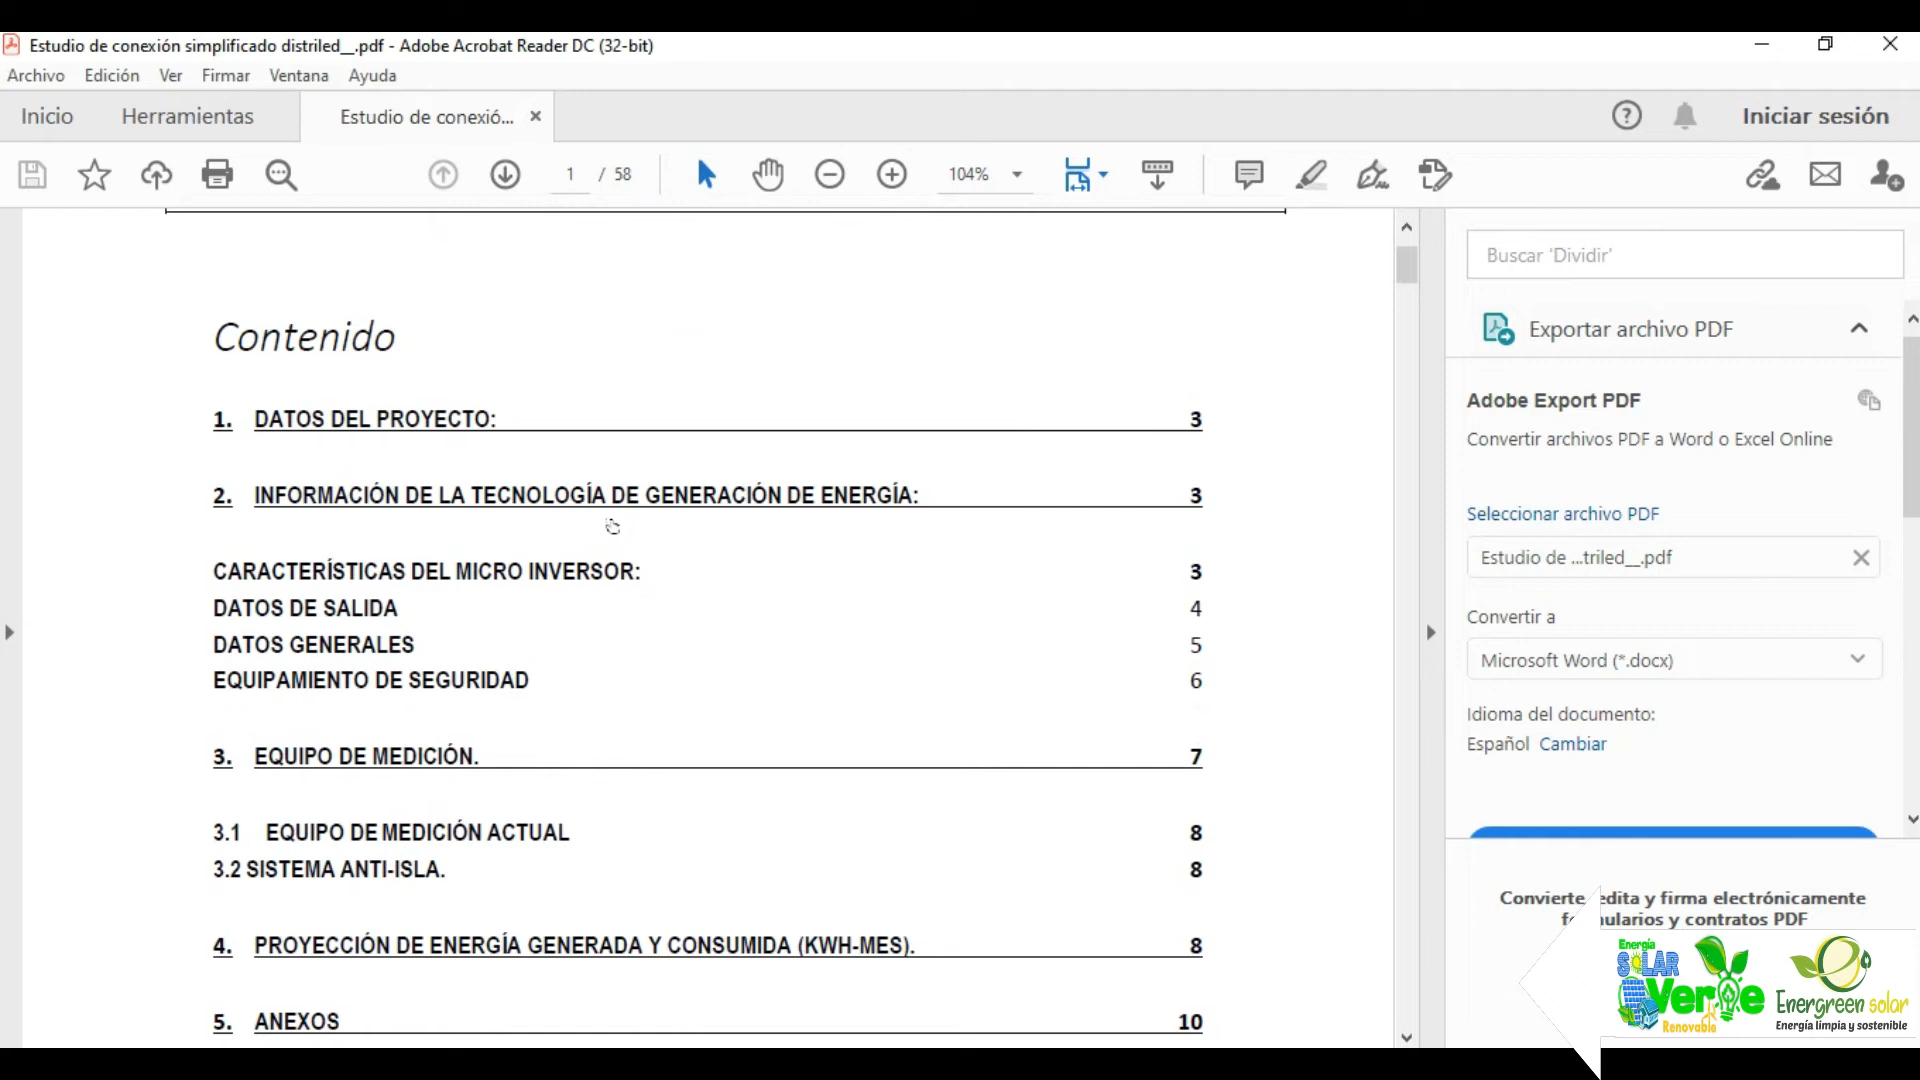 Estudio de conexión simplificado distriled__.pdf - Adobe Acrobat Reader DC (32-bit)
Archivo Edición Ver Firmar Ventana Ayuda
Inicio Herramientas Estudio de conexió... × ? Iniciar sesión
1 / 58 104%
Contenido
1. DATOS DEL PROYECTO: 3
2. INFORMACIÓN DE LA TECNOLOGÍA DE GENERACIÓN DE ENERGÍA: 3
CARACTERÍSTICAS DEL MICRO INVERSOR: 3
DATOS DE SALIDA 4
DATOS GENERALES 5
EQUIPAMIENTO DE SEGURIDAD 6
3. EQUIPO DE MEDICIÓN. 7
3.1 EQUIPO DE MEDICIÓN ACTUAL 8
3.2 SISTEMA ANTI-ISLA. 8
4. PROYECCIÓN DE ENERGÍA GENERADA Y CONSUMIDA (KWH-MES). 8
5. ANEXOS 10
Buscar 'Dividir'
Exportar archivo PDF
Adobe Export PDF
Convertir archivos PDF a Word o Excel Online
Seleccionar archivo PDF
Estudio de ...triled__.pdf
Convertir a
Microsoft Word (*.docx)
Idioma del documento:
Español Cambiar
Convierte, edita y firma electrónicamente
formularios y contratos PDF
Energía
SOLAR
Verde
Renovable
Energreen solar
Energía limpia y sostenible